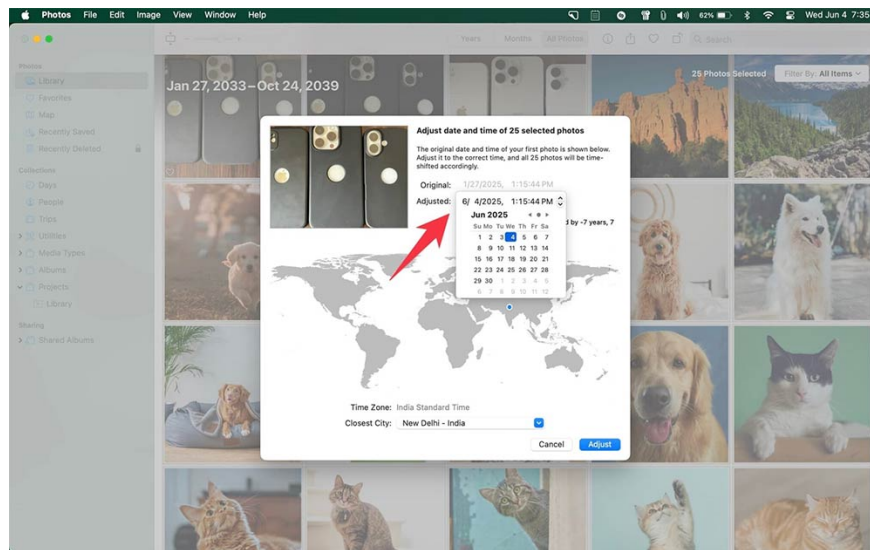 Photos File Edit Image View Window Help
62%
Wed Jun 4 7:35
Years Months All Photos
Search
Photos
Library
Favorites
Map
Recently Saved
Recently Deleted
Collections
Days
People
Trips
Utilities
Media Types
Albums
Projects
Library
Sharing
Shared Albums
Jan 27, 2033–Oct 24, 2039
25 Photos Selected
Filter By: All Items
Adjust date and time of 25 selected photos
The original date and time of your first photo is shown below.
Adjust it to the correct time, and all 25 photos will be time-
shifted accordingly.
Original: 1/27/2025, 1:15:44 PM
Adjusted: 6/ 4/2025, 1:15:44 PM
d by -7 years, 7
Jun 2025
Su Mo Tu We Th Fr Sa
1 2 3 4 5 6 7
8 9 10 11 12 13 14
15 16 17 18 19 20 21
22 23 24 25 26 27 28
29 30 1 2 3 4 5
6 7 8 9 10 11 12
Time Zone: India Standard Time
Closest City: New Delhi - India
Cancel Adjust